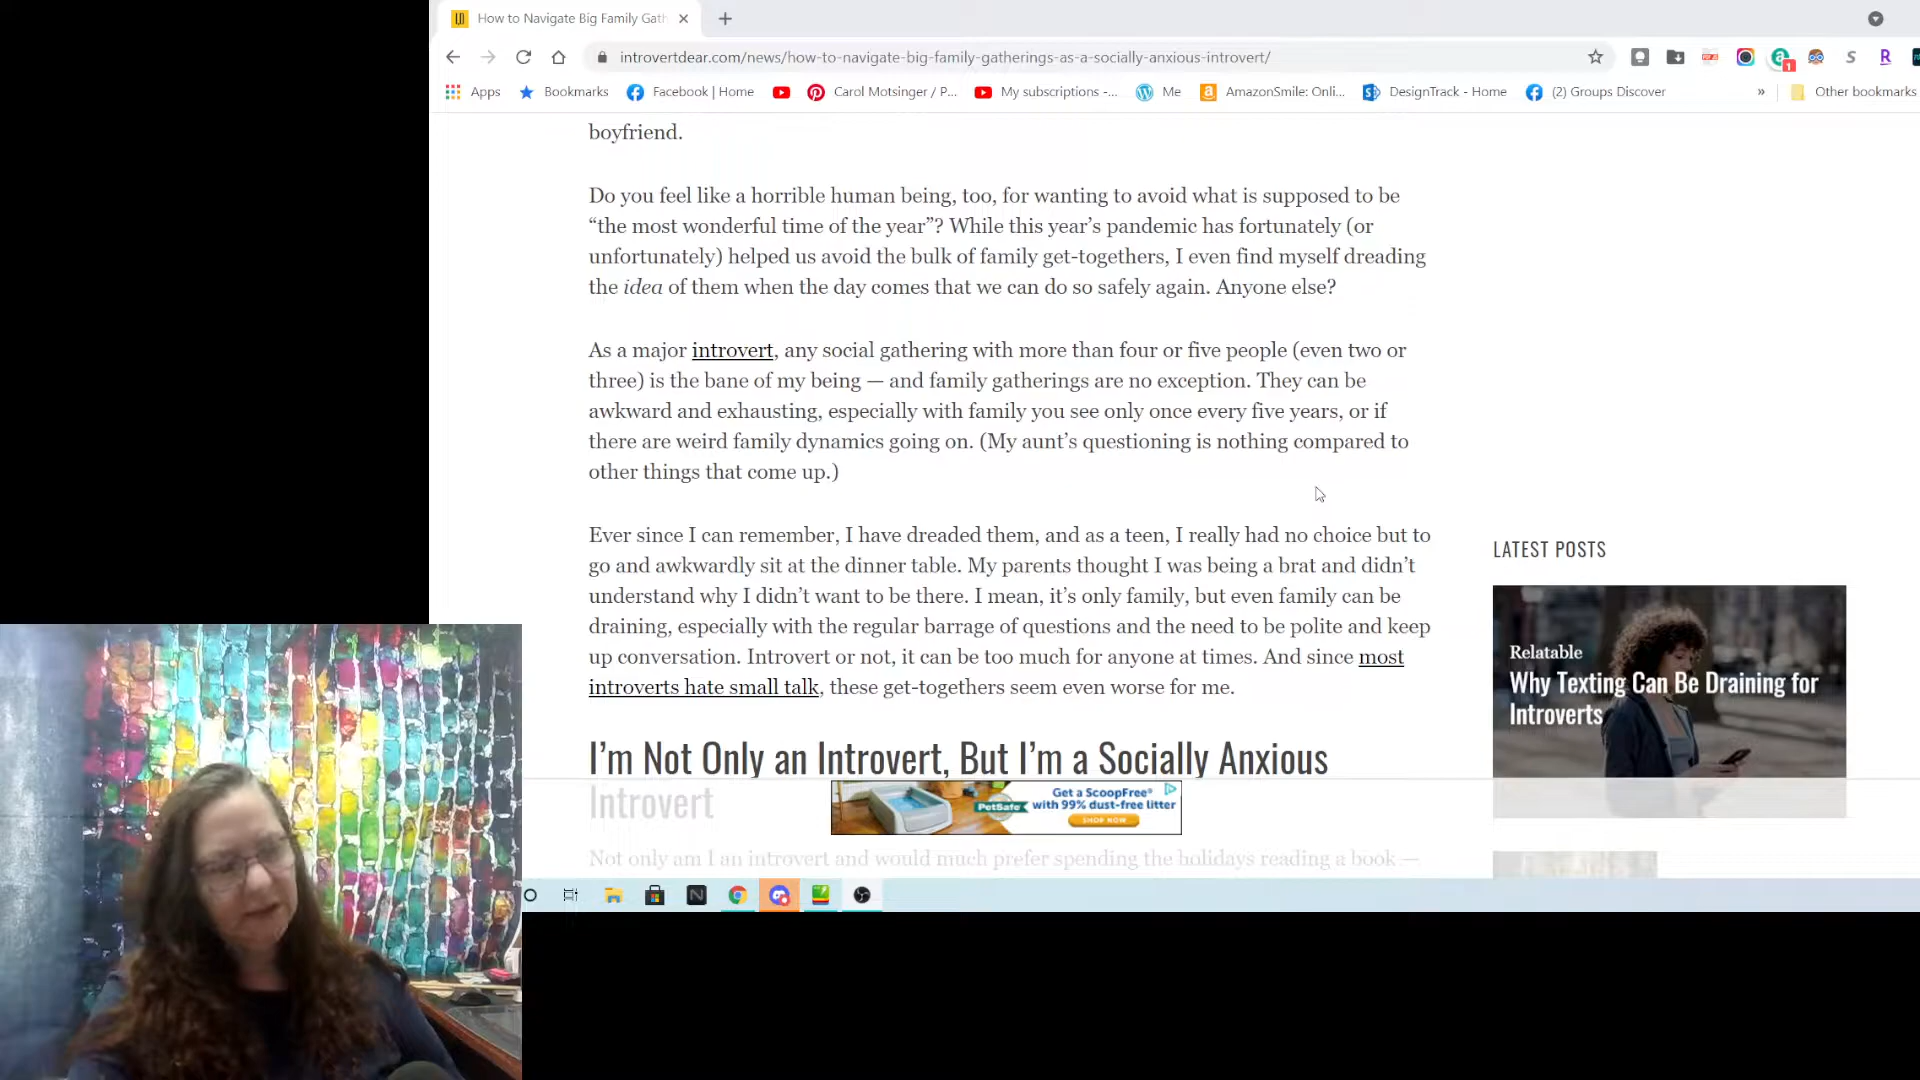 How to Navigate Big Family Gath
introvertdear.com/news/how-to-navigate-big-family-gatherings-as-a-socially-anxious-introvert/
1
S
R
Apps
Bookmarks
Facebook | Home
Carol Motsinger / P...
My subscriptions -...
Me
AmazonSmile: Onli...
DesignTrack - Home
(2) Groups Discover
»
Other bookmarks
boyfriend.
Do you feel like a horrible human being, too, for wanting to avoid what is supposed to be
“the most wonderful time of the year”? While this year’s pandemic has fortunately (or
unfortunately) helped us avoid the bulk of family get-togethers, I even find myself dreading
the idea of them when the day comes that we can do so safely again. Anyone else?
As a major introvert, any social gathering with more than four or five people (even two or
three) is the bane of my being — and family gatherings are no exception. They can be
awkward and exhausting, especially with family you see only once every five years, or if
there are weird family dynamics going on. (My aunt’s questioning is nothing compared to
other things that come up.)
Ever since I can remember, I have dreaded them, and as a teen, I really had no choice but to
go and awkwardly sit at the dinner table. My parents thought I was being a brat and didn’t
understand why I didn’t want to be there. I mean, it’s only family, but even family can be
draining, especially with the regular barrage of questions and the need to be polite and keep
up conversation. Introvert or not, it can be too much for anyone at times. And since most
introverts hate small talk, these get-togethers seem even worse for me.
I’m Not Only an Introvert, But I’m a Socially Anxious
Introvert
Not only am I an introvert and would much prefer spending the holidays reading a book —
LATEST POSTS
Relatable
Why Texting Can Be Draining for
Introverts
PetSafe
Get a ScoopFree®
with 99% dust-free litter
SHOP NOW